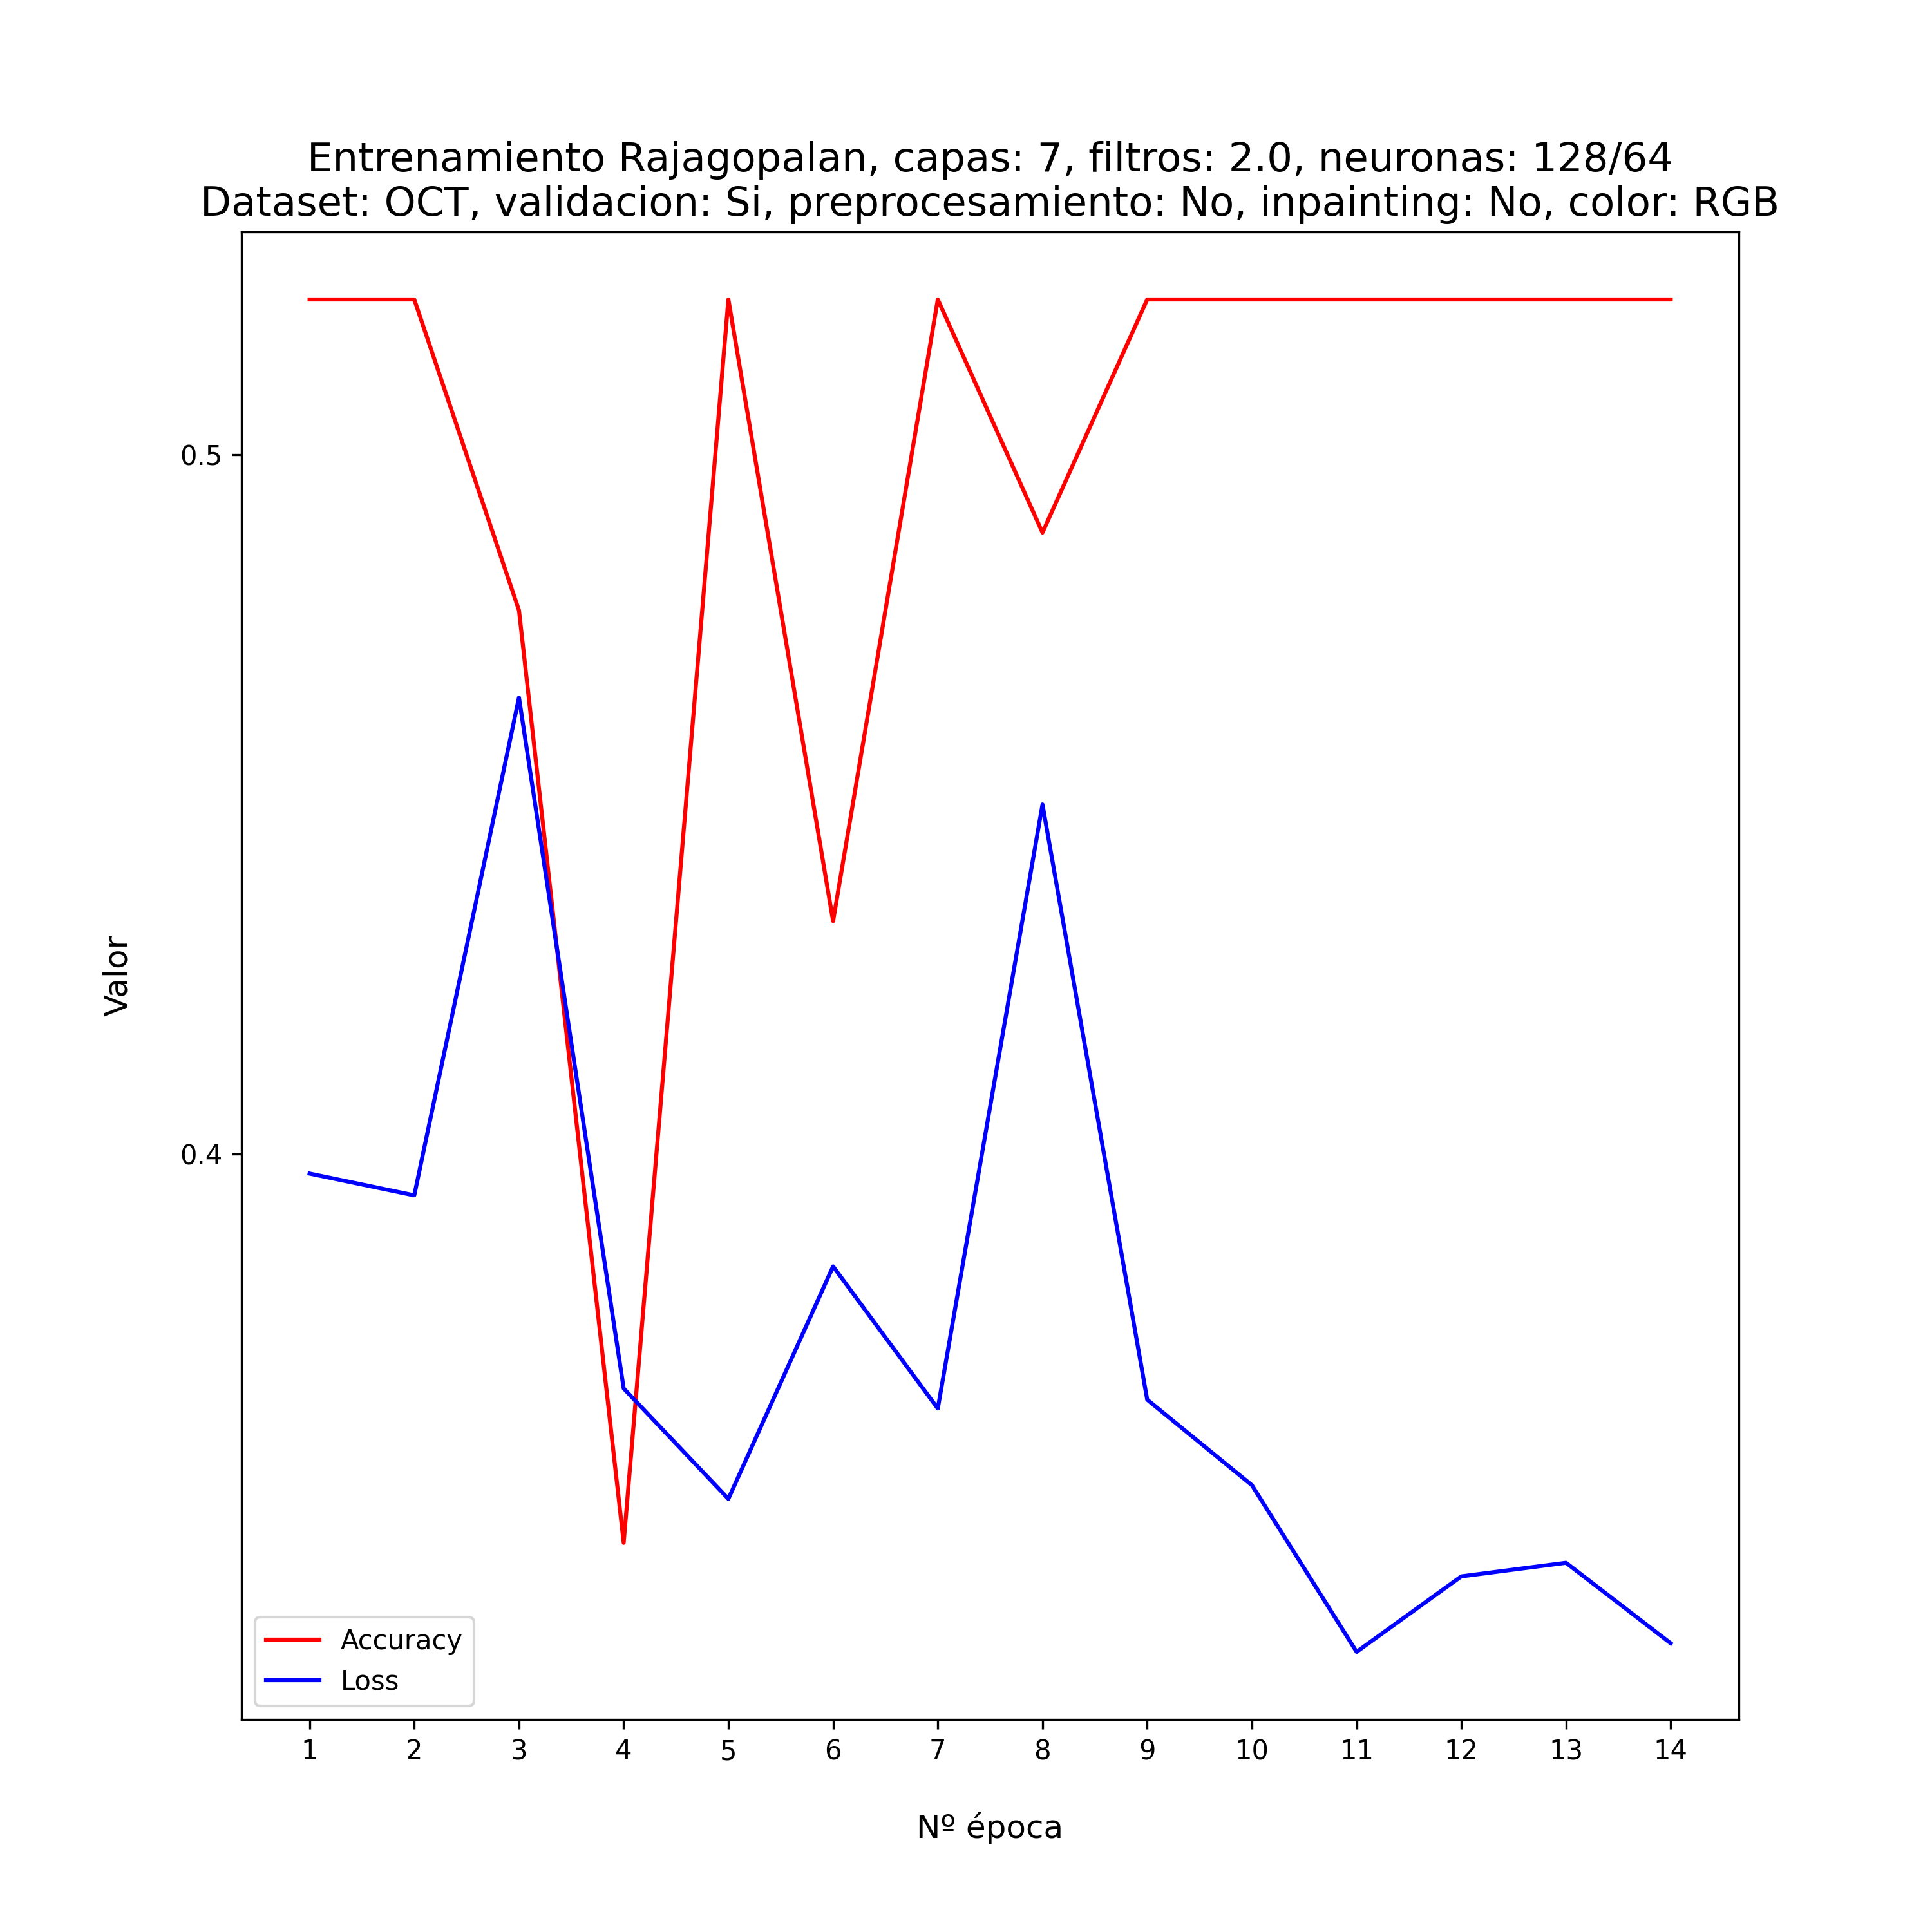 Entrenamiento Rajagopalan, capas: 7, filtros: 2.0, neuronas: 128/64
Dataset: OCT, validacion: Si, preprocesamiento: No, inpainting: No, color: RGB
0.5
0.4
Valor
Accuracy
Loss
1 2 3 4 5 6 7 8 9 10 11 12 13 14
Nº época